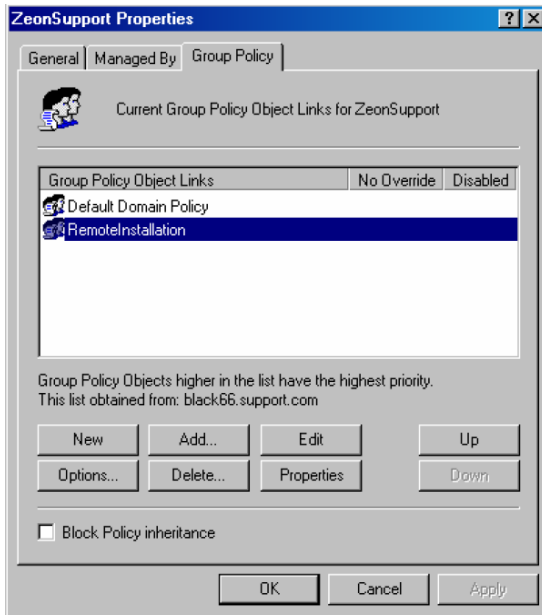 ZeonSupport Properties
General Managed By Group Policy
Current Group Policy Object Links for ZeonSupport
Group Policy Object Links No Override Disabled
Default Domain Policy
RemoteInstallation
Group Policy Objects higher in the list have the highest priority.
This list obtained from: black66.support.com
New Add... Edit Up
Options... Delete... Properties Down
Block Policy inheritance
OK Cancel Apply